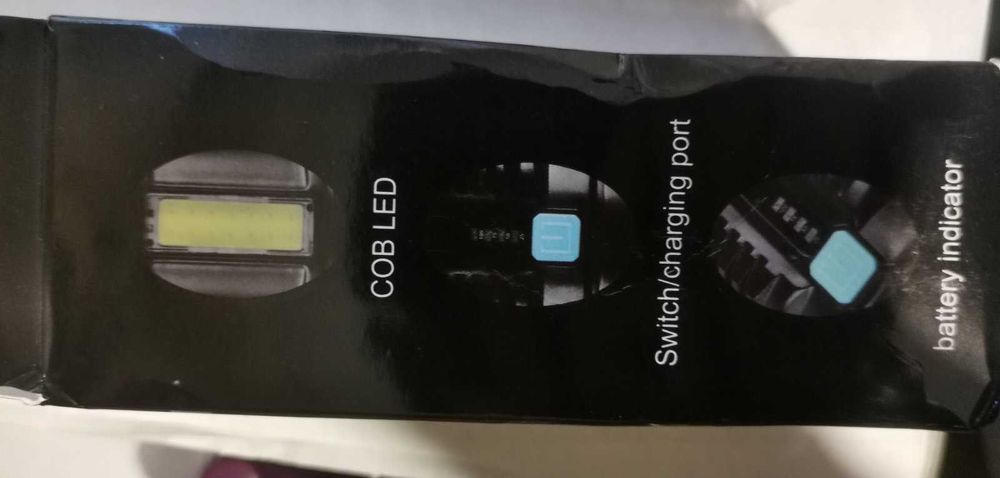 COB LED
Switch/charging port
battery indicator